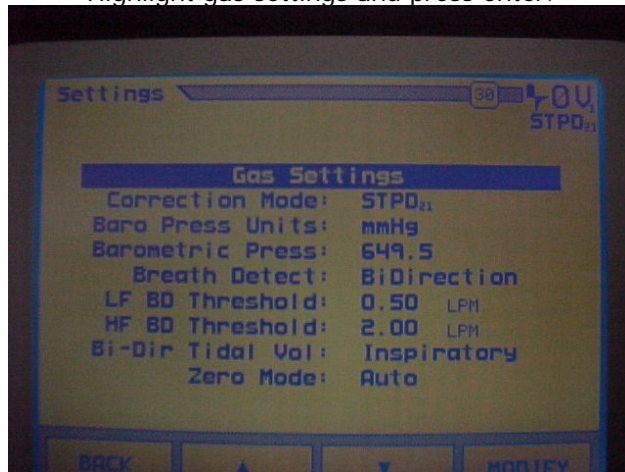 Highlight gas settings and press enter.
Settings 30 0V
STPD21
Gas Settings
Correction Mode: STPD21
Baro Press Units: mmHg
Barometric Press: 649.5
Breath Detect: BiDirection
LF BD Threshold: 0.50 LPM
HF BD Threshold: 2.00 LPM
Bi-Dir Tidal Vol: Inspiratory
Zero Mode: Auto
BACK MODIFY